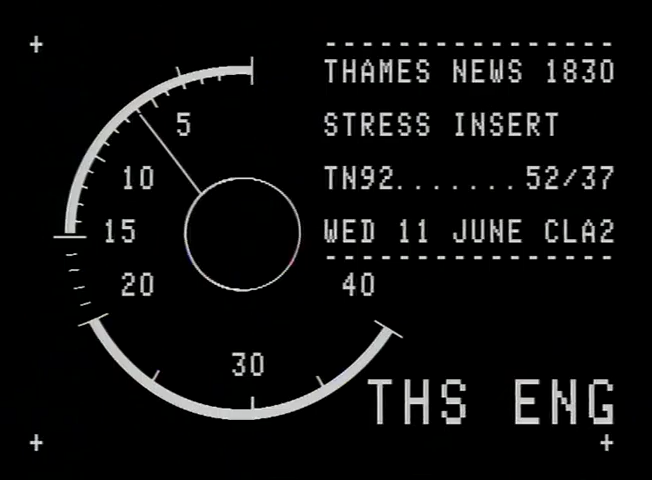 THAMES NEWS 1830
STRESS INSERT
TN92.......52/37
WED 11 JUNE CLA2
5
10
15
20
30
40
THS ENG